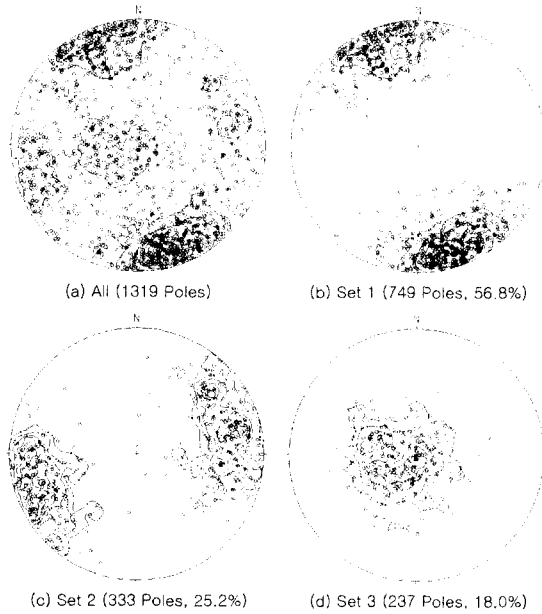 N
N
(a) All (1319 Poles)
(b) Set 1 (749 Poles, 56.8%)
N
N
(c) Set 2 (333 Poles, 25.2%)
(d) Set 3 (237 Poles, 18.0%)